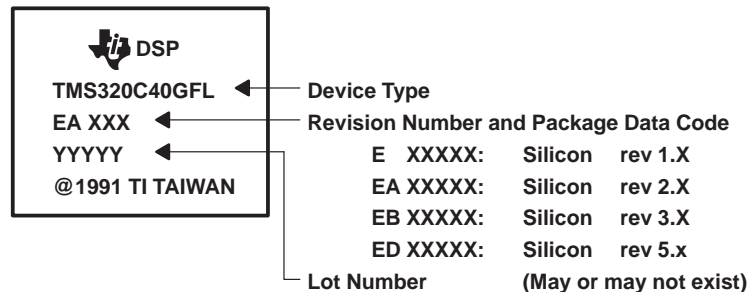 DSP
TMS320C40GFL
EA XXX
YYYYY
@1991 TI TAIWAN
Device Type
Revision Number and Package Data Code
E XXXXX: Silicon rev 1.X
EA XXXXX: Silicon rev 2.X
EB XXXXX: Silicon rev 3.X
ED XXXXX: Silicon rev 5.x
Lot Number (May or may not exist)